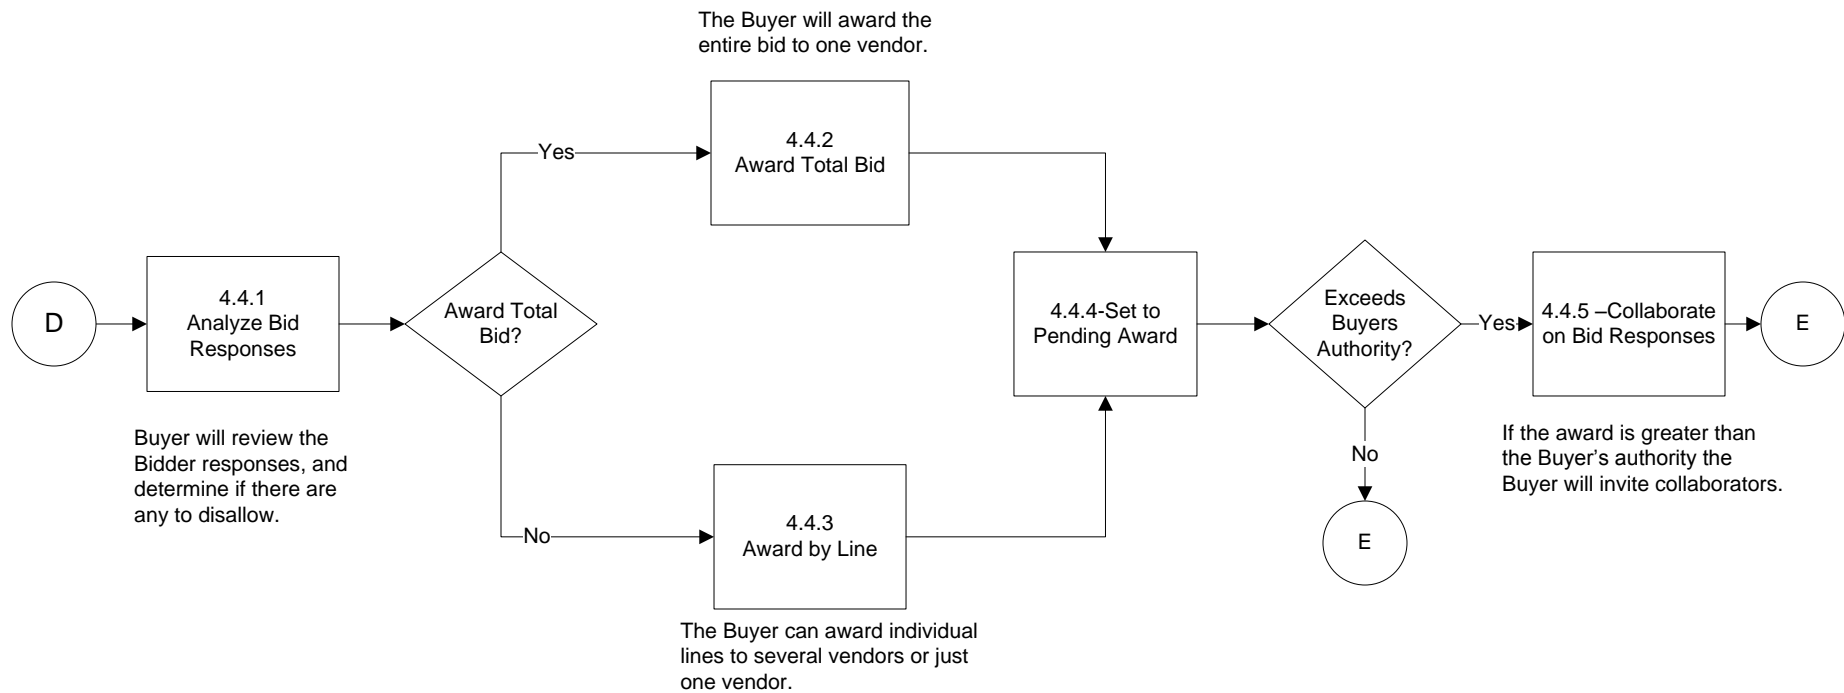 The Buyer will award the
entire bid to one vendor.
Yes
4.4.2
Award Total Bid
D
4.4.1
Analyze Bid
Responses
Award Total
Bid?
4.4.4-Set to
Pending Award
Exceeds
Buyers
Authority?
Yes
4.4.5 –Collaborate
on Bid Responses
E
Buyer will review the
Bidder responses, and
determine if there are
any to disallow.
No
4.4.3
Award by Line
No
E
If the award is greater than
the Buyer’s authority the
Buyer will invite collaborators.
The Buyer can award individual
lines to several vendors or just
one vendor.